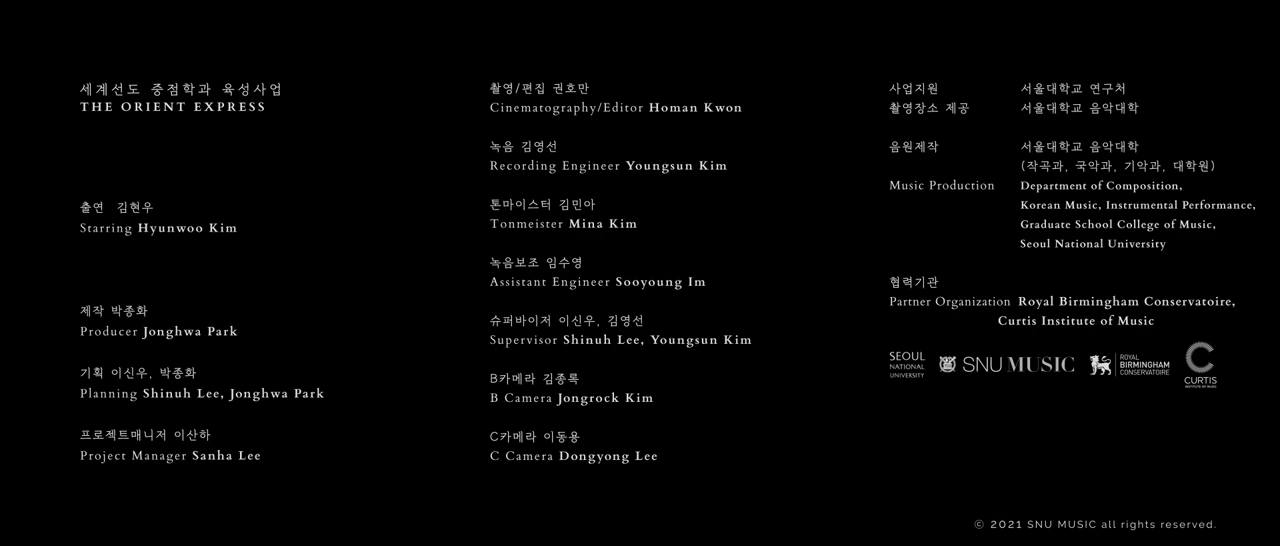 세계선도 중점학과 육성사업
THE ORIENT EXPRESS
출연 김현우
Starring Hyunwoo Kim
제작 박종화
Producer Jonghwa Park
기획 이신우, 박종화
Planning Shinuh Lee, Jonghwa Park
프로젝트매니저 이산하
Project Manager Sanha Lee
촬영/편집 권호만
Cinematography/Editor Homan Kwon
녹음 김영선
Recording Engineer Youngsun Kim
톤마이스터 김민아
Tonmeister Mina Kim
녹음보조 임수영
Assistant Engineer Sooyoung Im
슈퍼바이저 이신우, 김영선
Supervisor Shinuh Lee, Youngsun Kim
B카메라 김종록
B Camera Jongrock Kim
C카메라 이동용
C Camera Dongyong Lee
사업지원 서울대학교 연구처
촬영장소 제공 서울대학교 음악대학
음원제작 서울대학교 음악대학
(작곡과, 국악과, 기악과, 대학원)
Music Production Department of Composition,
Korean Music, Instrumental Performance,
Graduate School College of Music,
Seoul National University
협력기관
Partner Organization Royal Birmingham Conservatoire,
Curtis Institute of Music
SEOUL
NATIONAL
UNIVERSITY
SNU MUSIC
ROYAL
BIRMINGHAM
CONSERVATOIRE
CURTIS
INSTITUTE OF MUSIC
© 2021 SNU MUSIC all rights reserved.